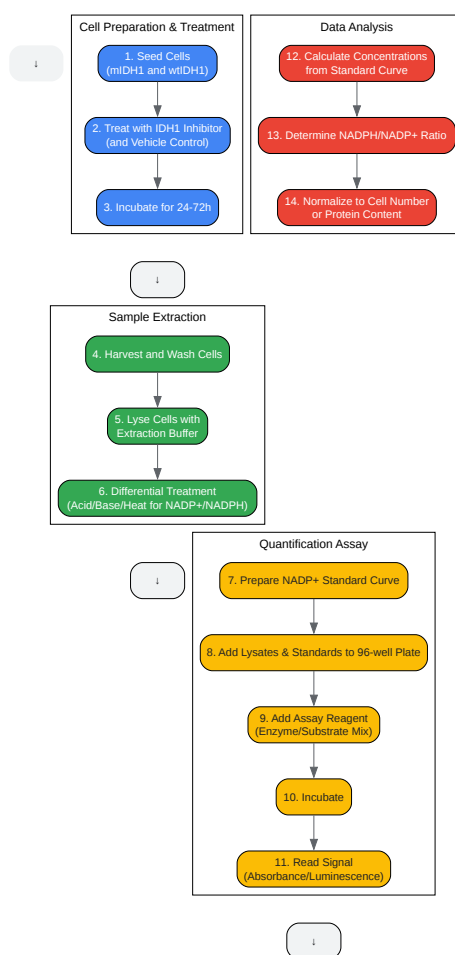 Cell Preparation & Treatment
↓
1. Seed Cells
(mIDH1 and wtIDH1)
2. Treat with IDH1 Inhibitor
(and Vehicle Control)
3. Incubate for 24-72h
Data Analysis
12. Calculate Concentrations
from Standard Curve
13. Determine NADPH/NADP+ Ratio
14. Normalize to Cell Number
or Protein Content
↓
Sample Extraction
4. Harvest and Wash Cells
5. Lyse Cells with
Extraction Buffer
6. Differential Treatment
(Acid/Base/Heat for NADP+/NADPH)
↓
Quantification Assay
7. Prepare NADP+ Standard Curve
8. Add Lysates & Standards to 96-well Plate
9. Add Assay Reagent
(Enzyme/Substrate Mix)
10. Incubate
11. Read Signal
(Absorbance/Luminescence)
↓